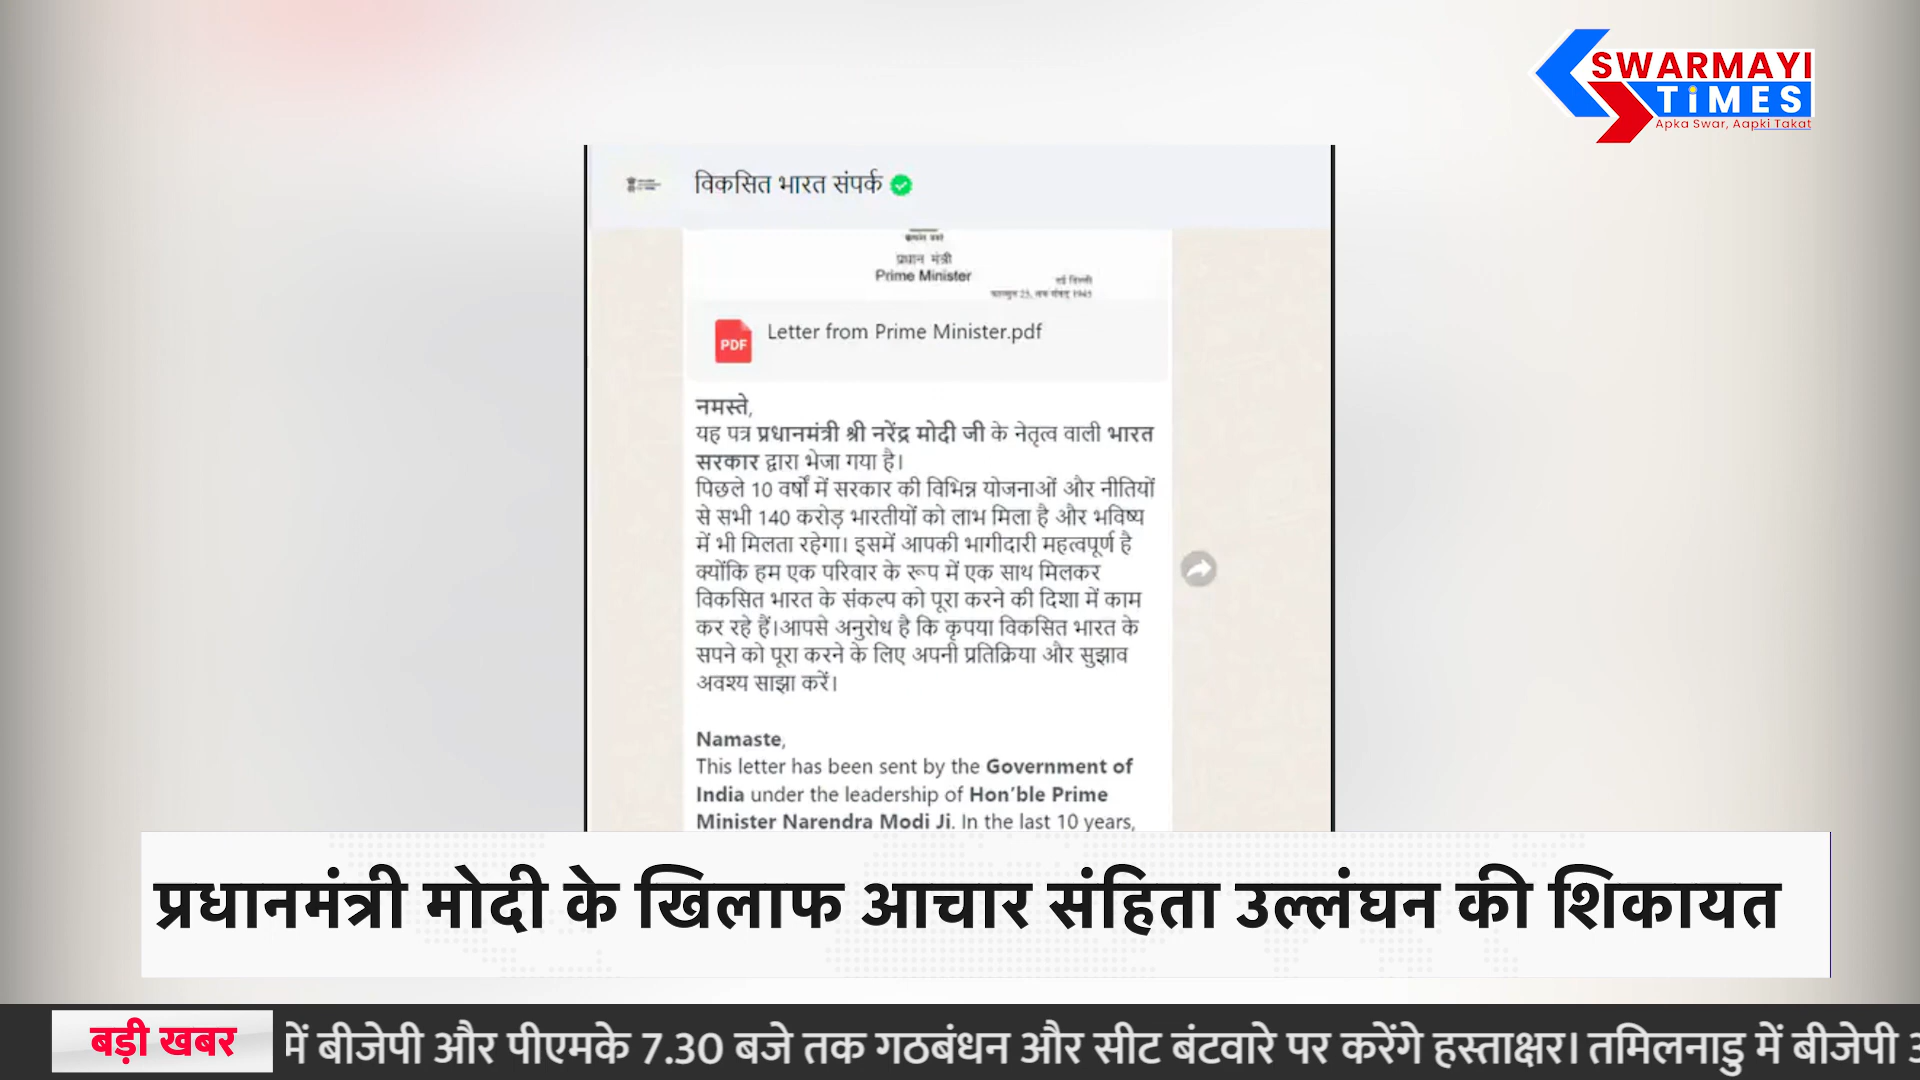 SWARMAYI
TiMES
Apka Swar, Aapki Takat
विकसित भारत संपर्क
प्रधान मंत्री
Prime Minister
नई दिल्ली
फाल्गुन 25, शक संवत् 1945
PDF
Letter from Prime Minister.pdf
नमस्ते,
यह पत्र प्रधानमंत्री श्री नरेंद्र मोदी जी के नेतृत्व वाली भारत
सरकार द्वारा भेजा गया है।
पिछले 10 वर्षों में सरकार की विभिन्न योजनाओं और नीतियों
से सभी 140 करोड़ भारतीयों को लाभ मिला है और भविष्य
में भी मिलता रहेगा। इसमें आपकी भागीदारी महत्वपूर्ण है
क्योंकि हम एक परिवार के रूप में एक साथ मिलकर
विकसित भारत के संकल्प को पूरा करने की दिशा में काम
कर रहे हैं।आपसे अनुरोध है कि कृपया विकसित भारत के
सपने को पूरा करने के लिए अपनी प्रतिक्रिया और सुझाव
अवश्य साझा करें।
Namaste,
This letter has been sent by the Government of
India under the leadership of Hon’ble Prime
Minister Narendra Modi Ji. In the last 10 years,
प्रधानमंत्री मोदी के खिलाफ आचार संहिता उल्लंघन की शिकायत
बड़ी खबर
में बीजेपी और पीएमके 7.30 बजे तक गठबंधन और सीट बंटवारे पर करेंगे हस्ताक्षर। तमिलनाडु में बीजेपी